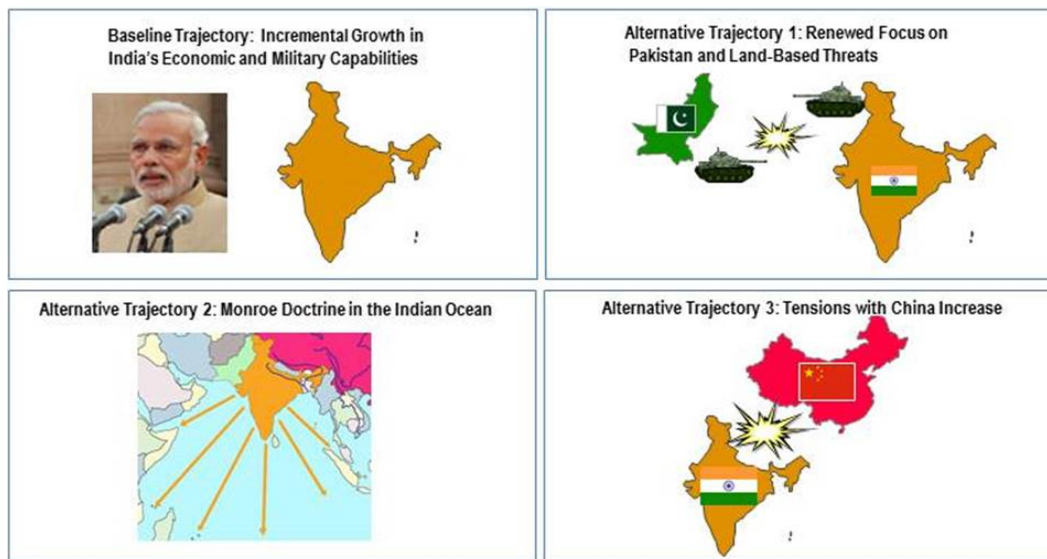 Baseline Trajectory: Incremental Growth in
India's Economic and Military Capabilities
Alternative Trajectory 1: Renewed Focus on
Pakistan and Land-Based Threats
Alternative Trajectory 2: Monroe Doctrine in the Indian Ocean
Alternative Trajectory 3: Tensions with China Increase